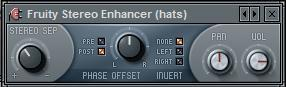 Fruity Stereo Enhancer (hats)
STEREO SEP
+ -
PRE
POST
L R
PHASE OFFSET
NONE
LEFT
RIGHT
INVERT
PAN
VOL